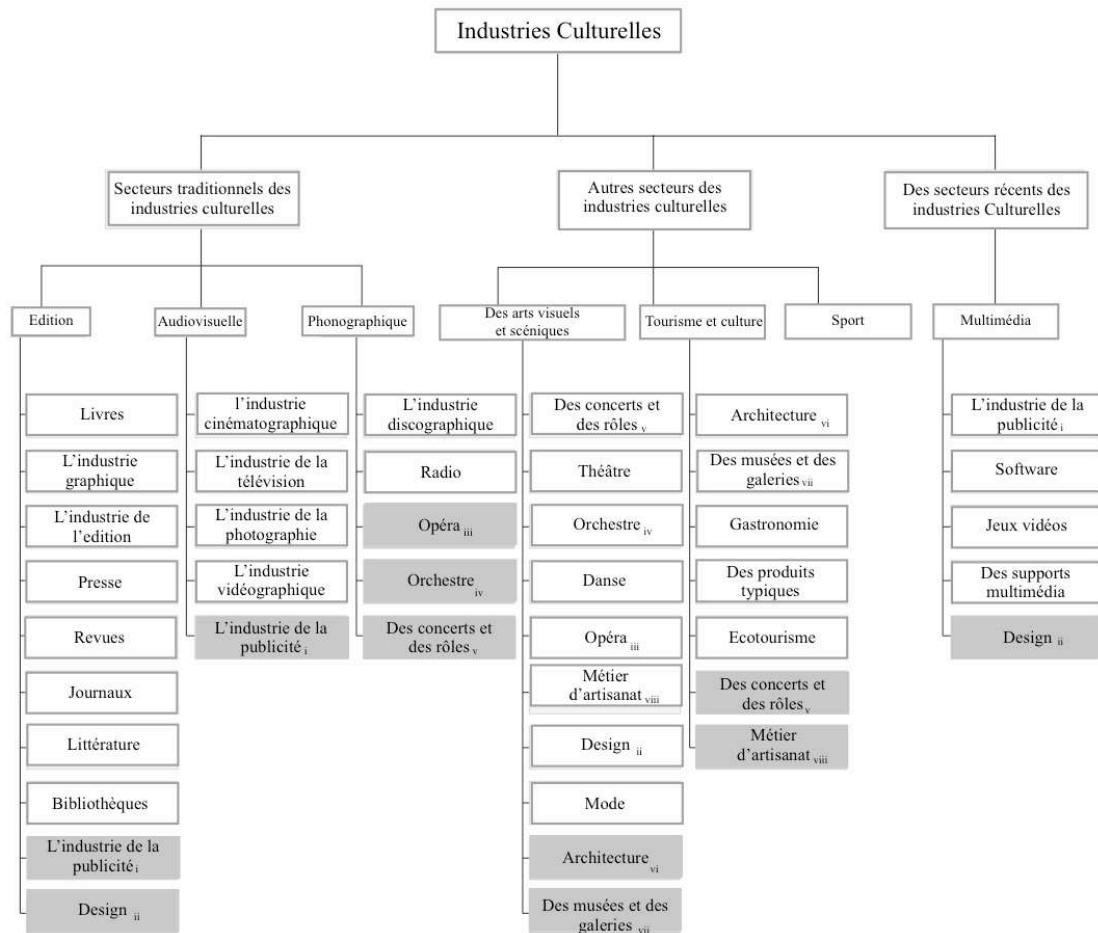 Industries Culturelles
Secteurs traditionnels des
industries culturelles
Autres secteurs des
industries culturelles
Des secteurs récents des
industries Culturelles
Edition
Audiovisuelle
Phonographique
Des arts visuels
et scéniques
Tourisme et culture
Sport
Multimédia
Livres
L’industrie
graphique
L’industrie de
l’edition
Presse
Revues
Journaux
Littérature
Bibliothèques
L’industrie de la
publicité i
Design ii
l’industrie
cinématographique
L’industrie de la
télévision
L’industrie de la
photographie
L’industrie
vidéographique
L’industrie de la
publicité i
L’industrie
discographique
Radio
Opéra iii
Orchestre iv
Des concerts et
des rôles v
Des concerts et
des rôles v
Théâtre
Orchestre iv
Danse
Opéra iii
Métier
d’artisanat viii
Design ii
Mode
Architecture vi
Des musées et des
galeries vii
Architecture vi
Des musées et des
galeries vii
Gastronomie
Des produits
typiques
Ecotourisme
Des concerts et
des rôles v
Métier
d’artisanat viii
L’industrie de la
publicité i
Software
Jeux vidéos
Des supports
multimédia
Design ii